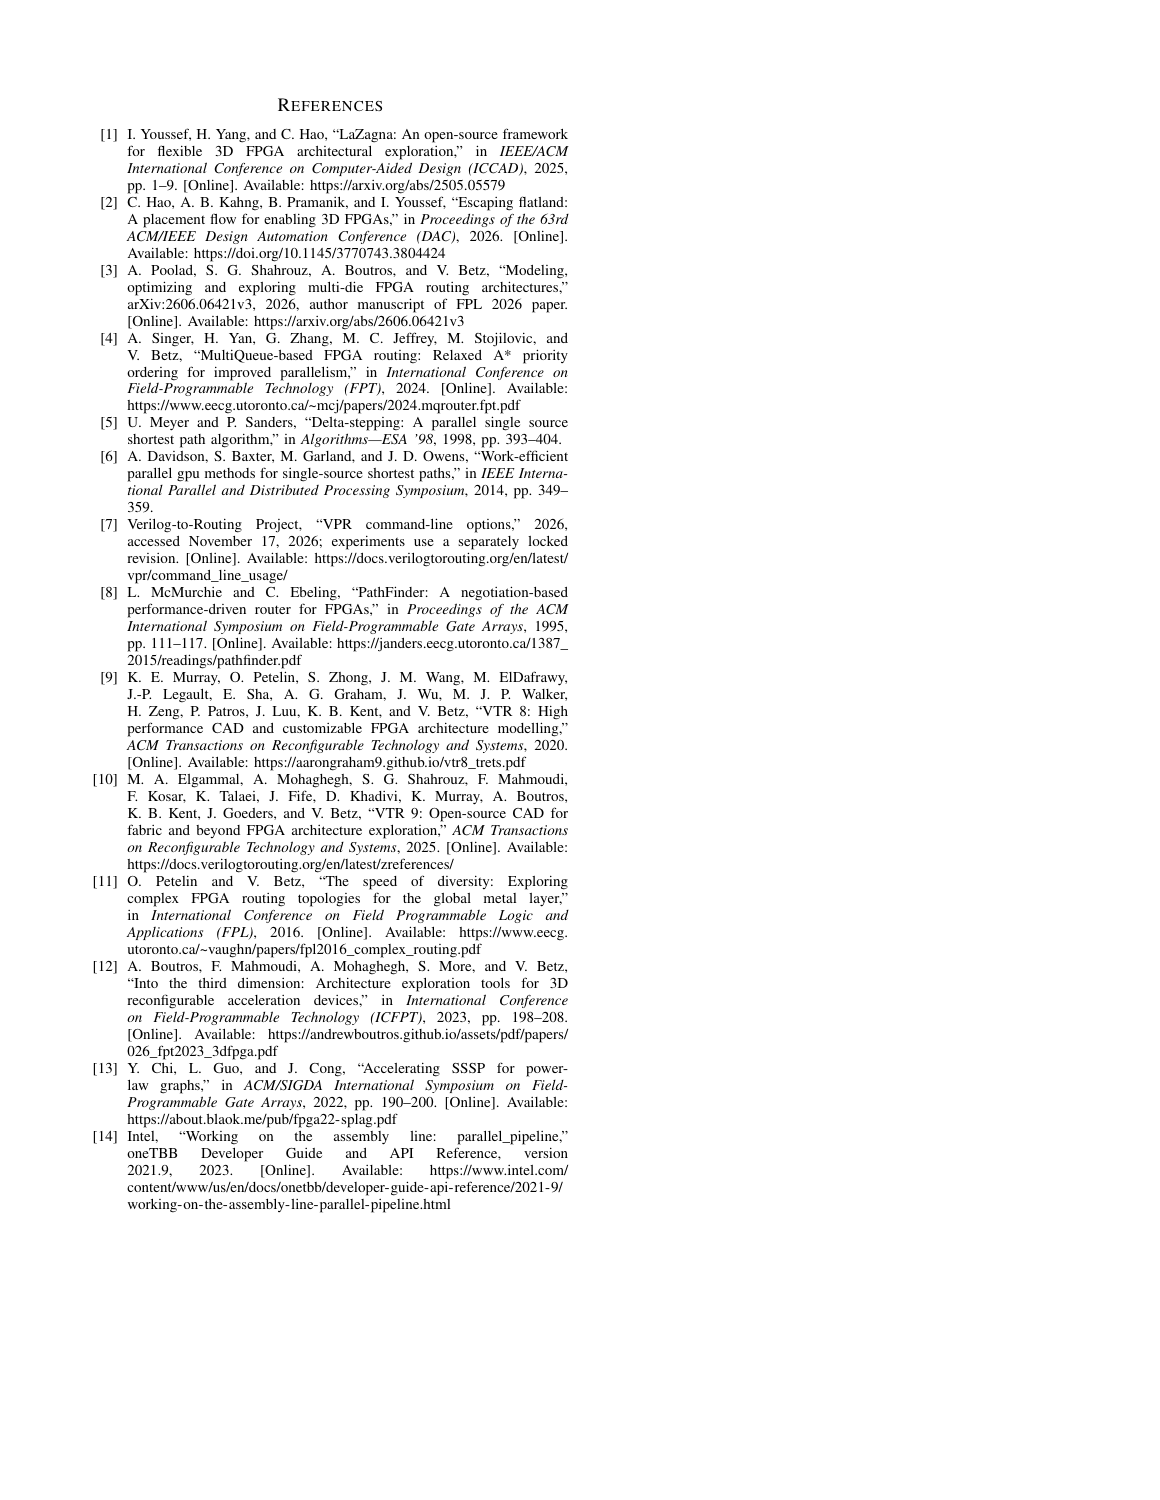 REFERENCES
[1] I. Youssef, H. Yang, and C. Hao, “LaZagna: An open-source framework
for flexible 3D FPGA architectural exploration,” in IEEE/ACM
International Conference on Computer-Aided Design (ICCAD), 2025,
pp. 1–9. [Online]. Available: https://arxiv.org/abs/2505.05579
[2] C. Hao, A. B. Kahng, B. Pramanik, and I. Youssef, “Escaping flatland:
A placement flow for enabling 3D FPGAs,” in Proceedings of the 63rd
ACM/IEEE Design Automation Conference (DAC), 2026. [Online].
Available: https://doi.org/10.1145/3770743.3804424
[3] A. Poolad, S. G. Shahrouz, A. Boutros, and V. Betz, “Modeling,
optimizing and exploring multi-die FPGA routing architectures,”
arXiv:2606.06421v3, 2026, author manuscript of FPL 2026 paper.
[Online]. Available: https://arxiv.org/abs/2606.06421v3
[4] A. Singer, H. Yan, G. Zhang, M. C. Jeffrey, M. Stojilovic, and
V. Betz, “MultiQueue-based FPGA routing: Relaxed A* priority
ordering for improved parallelism,” in International Conference on
Field-Programmable Technology (FPT), 2024. [Online]. Available:
https://www.eecg.utoronto.ca/~mcj/papers/2024.mqrouter.fpt.pdf
[5] U. Meyer and P. Sanders, “Delta-stepping: A parallel single source
shortest path algorithm,” in Algorithms—ESA ’98, 1998, pp. 393–404.
[6] A. Davidson, S. Baxter, M. Garland, and J. D. Owens, “Work-efficient
parallel gpu methods for single-source shortest paths,” in IEEE Interna-
tional Parallel and Distributed Processing Symposium, 2014, pp. 349–
359.
[7] Verilog-to-Routing Project, “VPR command-line options,” 2026,
accessed November 17, 2026; experiments use a separately locked
revision. [Online]. Available: https://docs.verilogtorouting.org/en/latest/
vpr/command_line_usage/
[8] L. McMurchie and C. Ebeling, “PathFinder: A negotiation-based
performance-driven router for FPGAs,” in Proceedings of the ACM
International Symposium on Field-Programmable Gate Arrays, 1995,
pp. 111–117. [Online]. Available: https://janders.eecg.utoronto.ca/1387_
2015/readings/pathfinder.pdf
[9] K. E. Murray, O. Petelin, S. Zhong, J. M. Wang, M. ElDafrawy,
J.-P. Legault, E. Sha, A. G. Graham, J. Wu, M. J. P. Walker,
H. Zeng, P. Patros, J. Luu, K. B. Kent, and V. Betz, “VTR 8: High
performance CAD and customizable FPGA architecture modelling,”
ACM Transactions on Reconfigurable Technology and Systems, 2020.
[Online]. Available: https://aarongraham9.github.io/vtr8_trets.pdf
[10] M. A. Elgammal, A. Mohaghegh, S. G. Shahrouz, F. Mahmoudi,
F. Kosar, K. Talaei, J. Fife, D. Khadivi, K. Murray, A. Boutros,
K. B. Kent, J. Goeders, and V. Betz, “VTR 9: Open-source CAD for
fabric and beyond FPGA architecture exploration,” ACM Transactions
on Reconfigurable Technology and Systems, 2025. [Online]. Available:
https://docs.verilogtorouting.org/en/latest/zreferences/
[11] O. Petelin and V. Betz, “The speed of diversity: Exploring
complex FPGA routing topologies for the global metal layer,”
in International Conference on Field Programmable Logic and
Applications (FPL), 2016. [Online]. Available: https://www.eecg.
utoronto.ca/~vaughn/papers/fpl2016_complex_routing.pdf
[12] A. Boutros, F. Mahmoudi, A. Mohaghegh, S. More, and V. Betz,
“Into the third dimension: Architecture exploration tools for 3D
reconfigurable acceleration devices,” in International Conference
on Field-Programmable Technology (ICFPT), 2023, pp. 198–208.
[Online]. Available: https://andrewboutros.github.io/assets/pdf/papers/
026_fpt2023_3dfpga.pdf
[13] Y. Chi, L. Guo, and J. Cong, “Accelerating SSSP for power-
law graphs,” in ACM/SIGDA International Symposium on Field-
Programmable Gate Arrays, 2022, pp. 190–200. [Online]. Available:
https://about.blaok.me/pub/fpga22-splag.pdf
[14] Intel, “Working on the assembly line: parallel_pipeline,”
oneTBB Developer Guide and API Reference, version
2021.9, 2023. [Online]. Available: https://www.intel.com/
content/www/us/en/docs/onetbb/developer-guide-api-reference/2021-9/
working-on-the-assembly-line-parallel-pipeline.html